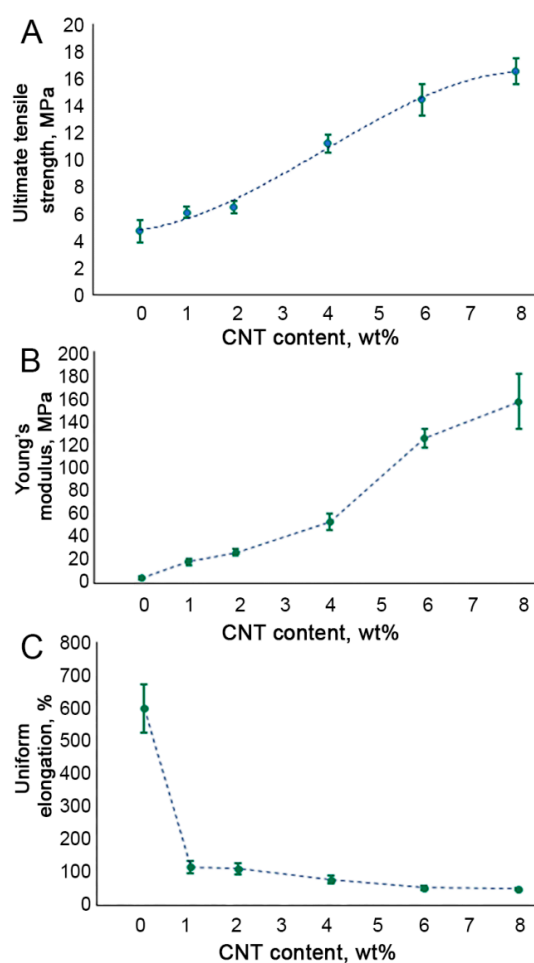 A
Ultimate tensile
strength, MPa
20
18
16
14
12
10
8
6
4
2
0
0 1 2 3 4 5 6 7 8
CNT content, wt%
B
Young's
modulus, MPa
200
180
160
140
120
100
80
60
40
20
0
0 1 2 3 4 5 6 7 8
CNT content, wt%
C
Uniform
elongation, %
800
700
600
500
400
300
200
100
0
0 1 2 3 4 5 6 7 8
CNT content, wt%